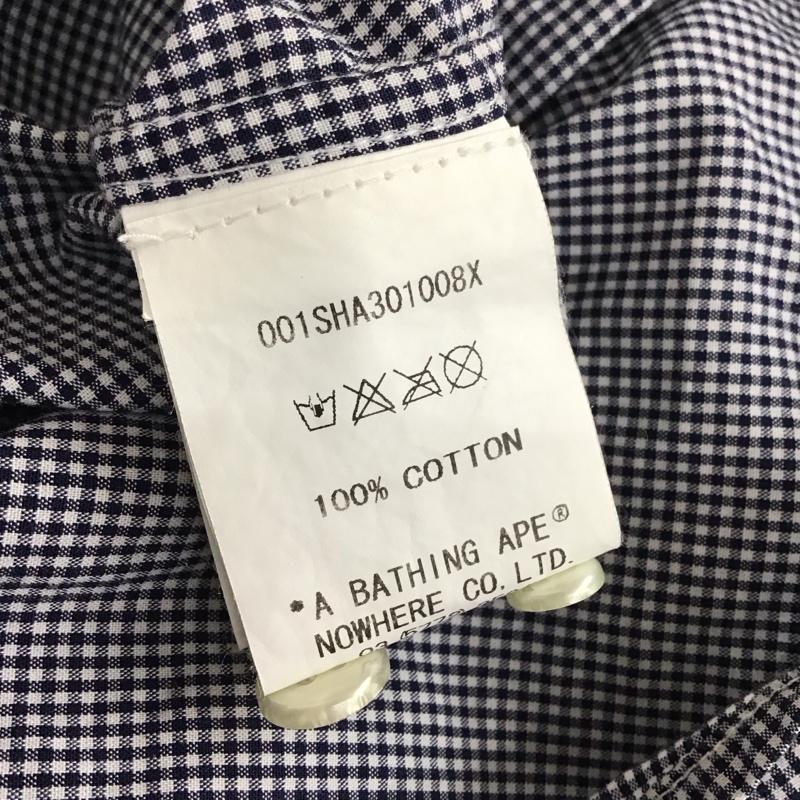 001SHA301008X
100% COTTON
*A BATHING APE®
NOWHERE CO. LTD.